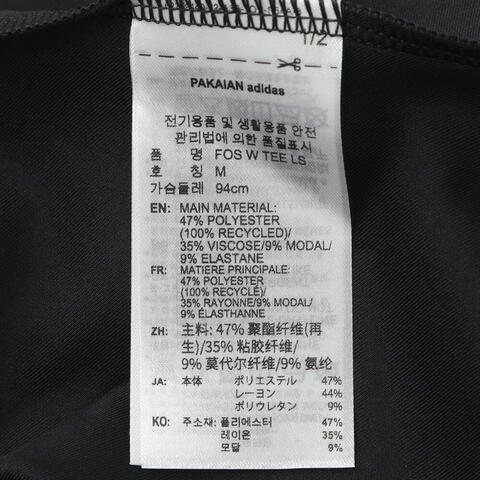 1/2
PAKAIAN adidas
전기용품 및 생활용품 안전
관리법에 의한 품질표시
품 명 FOS W TEE LS
호 칭 M
가슴둘레 94cm
EN: MAIN MATERIAL:
47% POLYESTER
(100% RECYCLED)/
35% VISCOSE/9% MODAL/
9% ELASTANE
FR: MATIERE PRINCIPALE:
47% POLYESTER
(100% RECYCLÉ)/
35% RAYONNE/9% MODAL/
9% ÉLASTHANNE
ZH: 主料: 47% 聚酯纤维(再
生)/35% 粘胶纤维/
9% 莫代尔纤维/9% 氨纶
JA: 本体 ポリエステル 47%
レーヨン 44%
ポリウレタン 9%
KO: 주소재: 폴리에스터 47%
레이온 35%
모달 9%